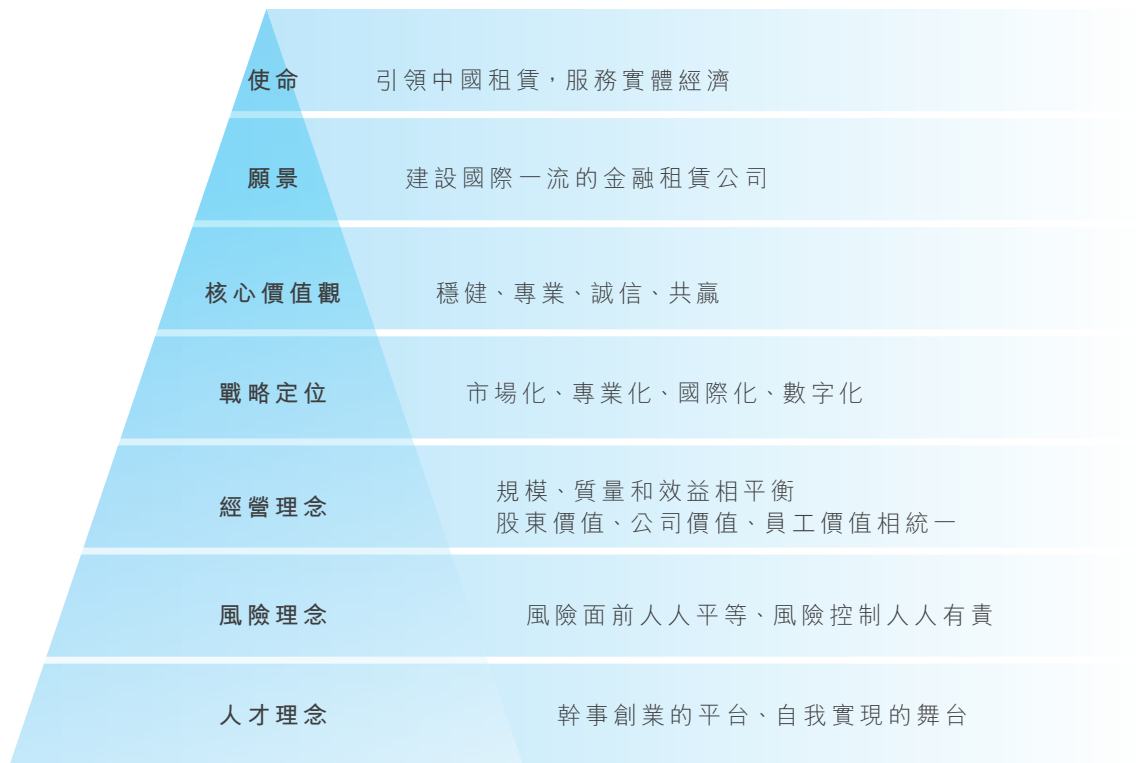 使命 引領中國租賃，服務實體經濟
願景 建設國際一流的金融租賃公司
核心價值觀 穩健、專業、誠信、共贏
戰略定位 市場化、專業化、國際化、數字化
經營理念 規模、質量和效益相平衡
股東價值、公司價值、員工價值相統一
風險理念 風險面前人人平等、風險控制人人有責
人才理念 幹事創業的平台、自我實現的舞台